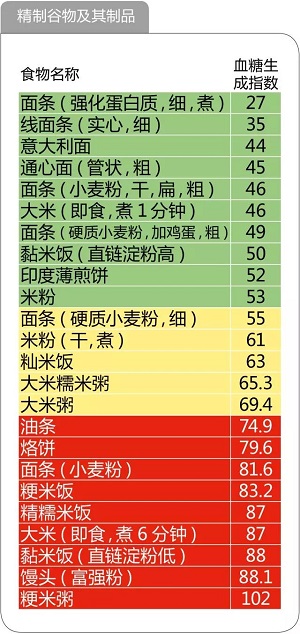 精制谷物及其制品
食物名称 血糖生成指数
面条(强化蛋白质,细,煮) 27
线面条(实心,细) 35
意大利面 44
通心面(管状,粗) 45
面条(小麦粉,干,扁,粗) 46
大米(即食,煮1分钟) 46
面条(硬质小麦粉,加鸡蛋,粗) 49
黏米饭(直链淀粉高) 50
印度薄煎饼 52
米粉 53
面条(硬质小麦粉,细) 55
米粉(干,煮) 61
籼米饭 63
大米糯米粥 65.3
大米粥 69.4
油条 74.9
烙饼 79.6
面条(小麦粉) 81.6
粳米饭 83.2
精糯米饭 87
大米(即食,煮6分钟) 87
黏米饭(直链淀粉低) 88
馒头(富强粉) 88.1
粳米粥 102